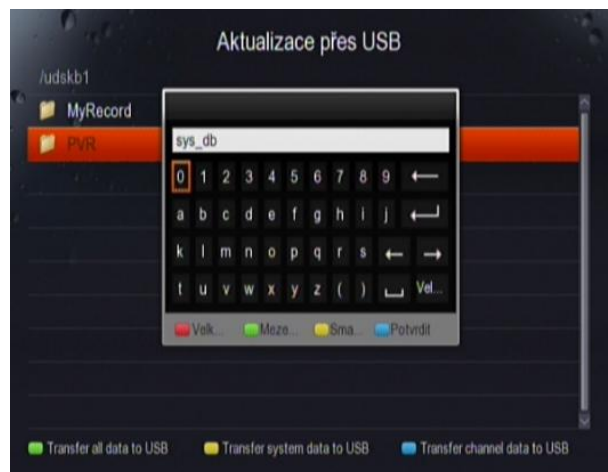 Aktualizace přes USB
/udskb1
MyRecord
PVR
sys_db
0 1 2 3 4 5 6 7 8 9 ←
a b c d e f g h i j ↵
k l m n o p q r s ← →
t u v w x y z ( ) ⎵ Vel...
Velk... Meze... Sma... Potvrdit
Transfer all data to USB Transfer system data to USB Transfer channel data to USB